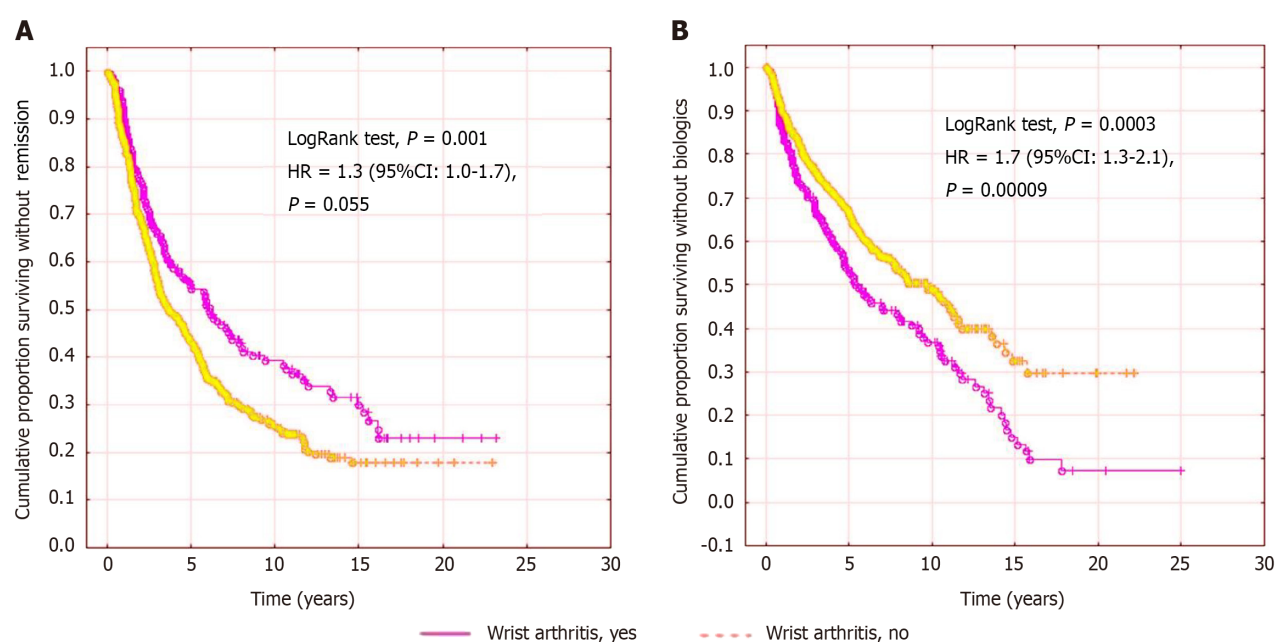 A
Cumulative proportion surviving without remission
1.0
0.9
0.8
0.7
0.6
0.5
0.4
0.3
0.2
0.1
0.0
LogRank test, P = 0.001
HR = 1.3 (95%CI: 1.0-1.7),
P = 0.055
0 5 10 15 20 25 30
Time (years)
B
Cumulative proportion surviving without biologics
1.0
0.9
0.8
0.7
0.6
0.5
0.4
0.3
0.2
0.1
0.0
-0.1
LogRank test, P = 0.0003
HR = 1.7 (95%CI: 1.3-2.1),
P = 0.00009
0 5 10 15 20 25 30
Time (years)
Wrist arthritis, yes
Wrist arthritis, no